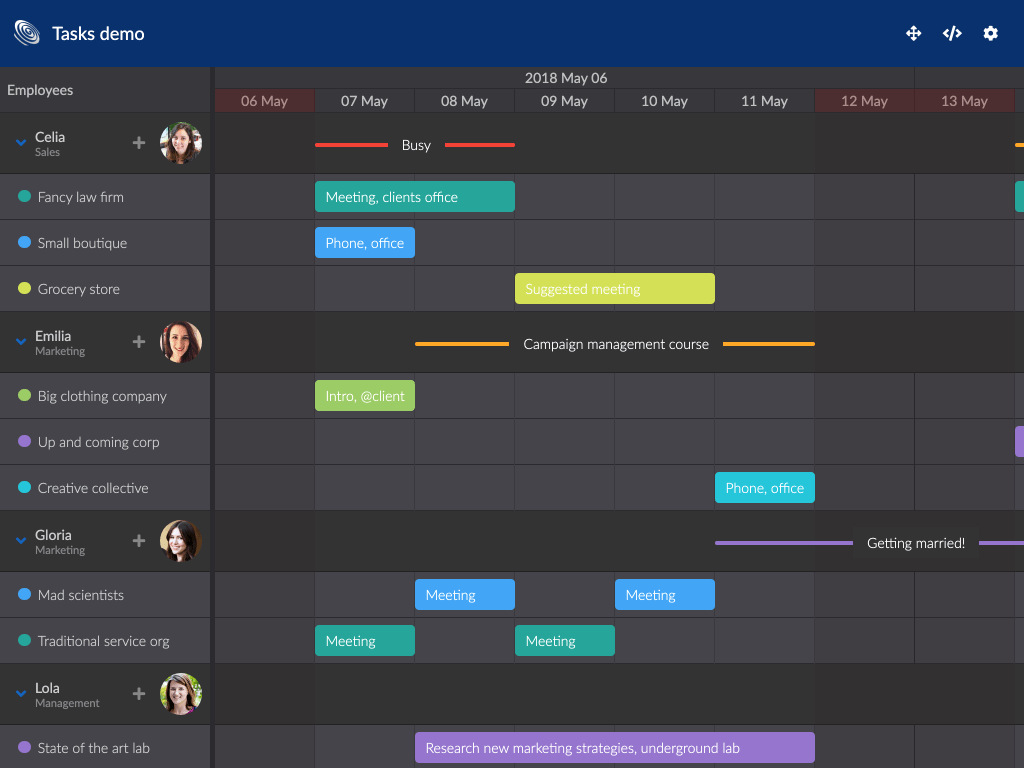 Tasks demo
Employees
2018 May 06
06 May 07 May 08 May 09 May 10 May 11 May 12 May 13 May
Celia
Sales
Busy
Fancy law firm
Meeting, clients office
Small boutique
Phone, office
Grocery store
Suggested meeting
Emilia
Marketing
Campaign management course
Big clothing company
Intro, @client
Up and coming corp
Creative collective
Phone, office
Gloria
Marketing
Getting married!
Mad scientists
Meeting Meeting
Traditional service org
Meeting Meeting
Lola
Management
State of the art lab
Research new marketing strategies, underground lab